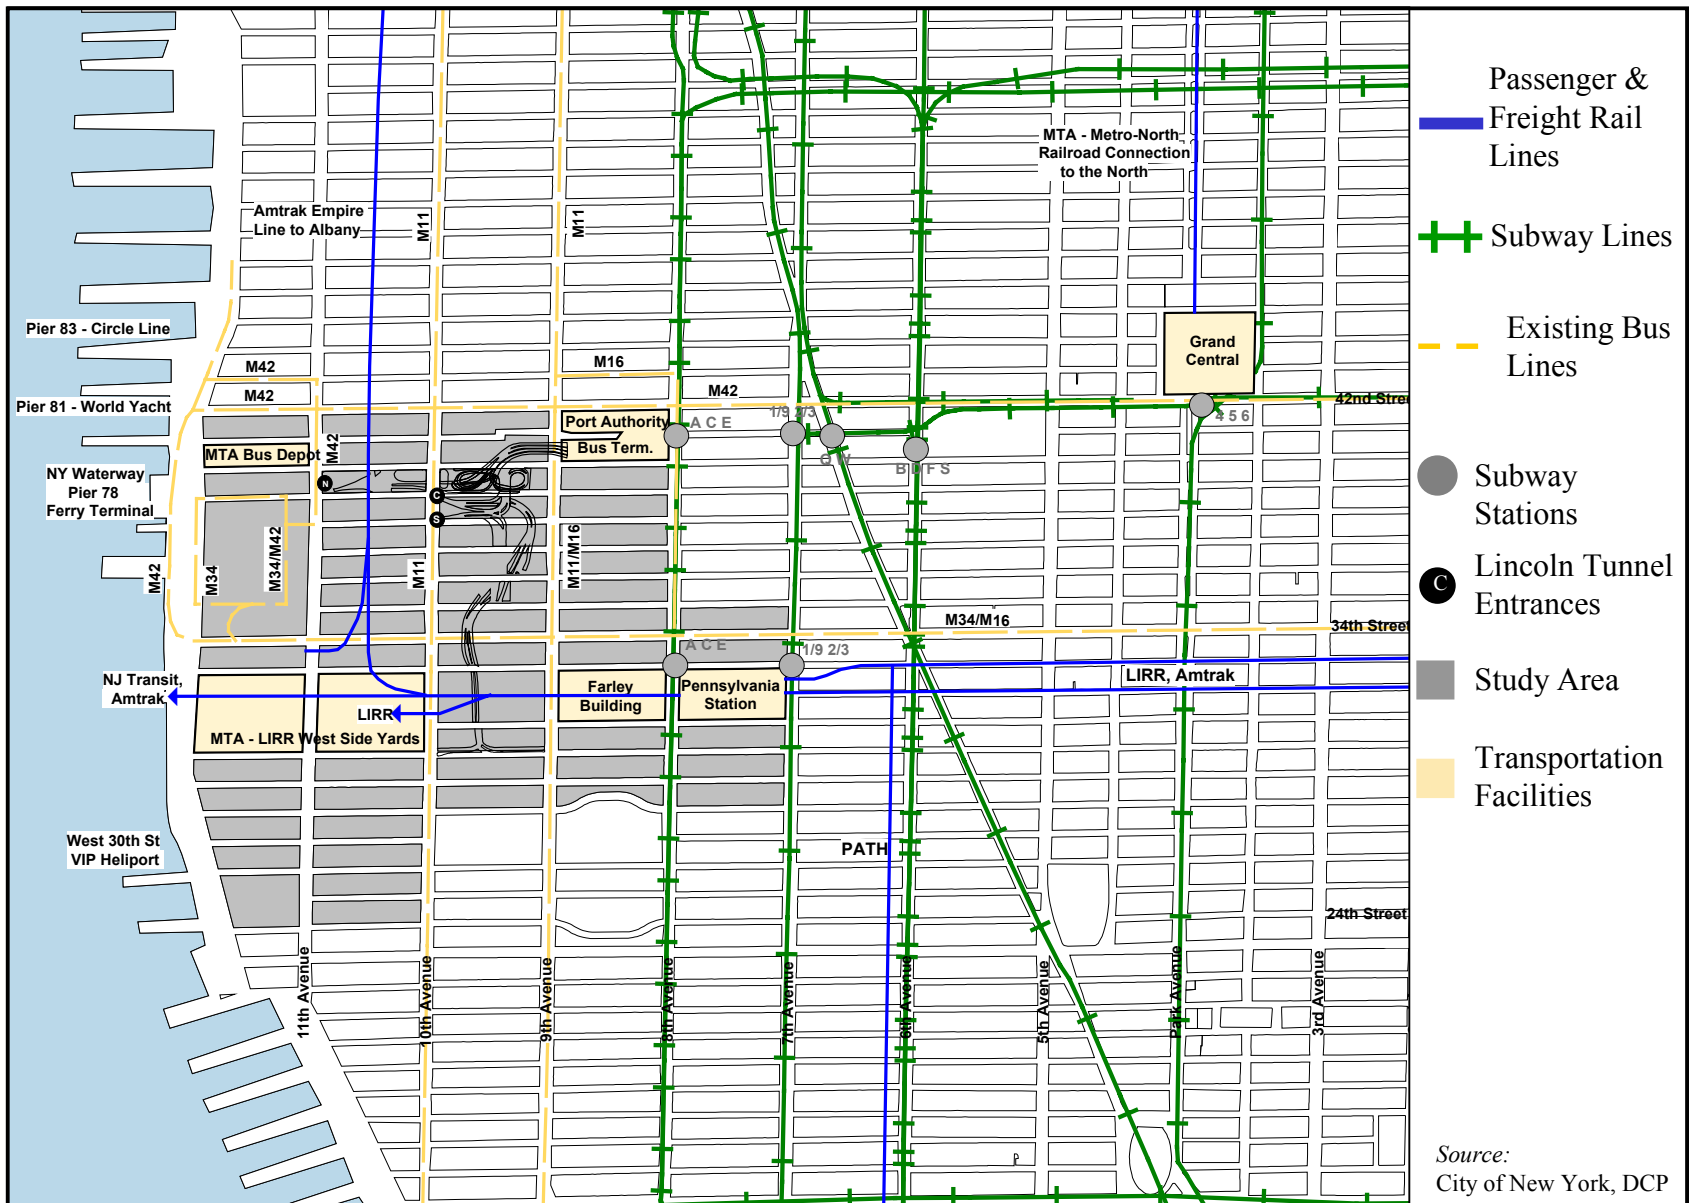 MTA - Metro-North
Railroad Connection
to the North
Amtrak Empire
Line to Albany
M11
M11
Pier 83 - Circle Line
M42
M16
Grand
Central
M42
M42
Pier 81 - World Yacht
42nd Street
1/9 2/3
A C E
4 5 6
Port Authority
Bus Term.
MTA Bus Depot
M42
Q W
B D F S
NY Waterway
Pier 78
Ferry Terminal
N
C
S
M42
M34
M34/M42
M11
M11/M16
M34/M16
34th Street
A C E
1/9 2/3
NJ Transit,
Amtrak
LIRR
Farley
Building
Pennsylvania
Station
LIRR, Amtrak
MTA - LIRR West Side Yards
West 30th St
VIP Heliport
PATH
24th Street
11th Avenue
10th Avenue
9th Avenue
8th Avenue
7th Avenue
6th Avenue
5th Avenue
Park Avenue
3rd Avenue
Passenger &
Freight Rail
Lines
Subway Lines
Existing Bus
Lines
Subway
Stations
C
Lincoln Tunnel
Entrances
Study Area
Transportation
Facilities
Source:
City of New York, DCP